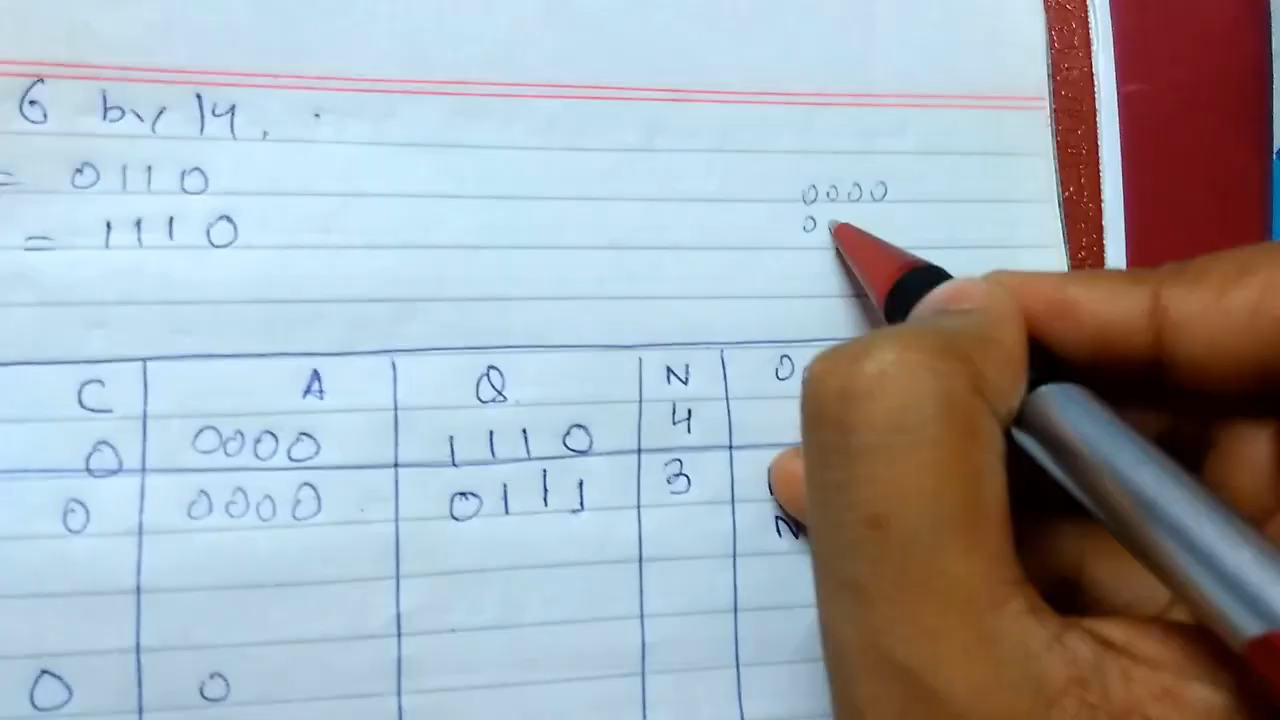 6 by 14.
= 0110
= 1110
0000
0
C A Q N O
0 0000 1110 4
0 0000 0111 3
0 0